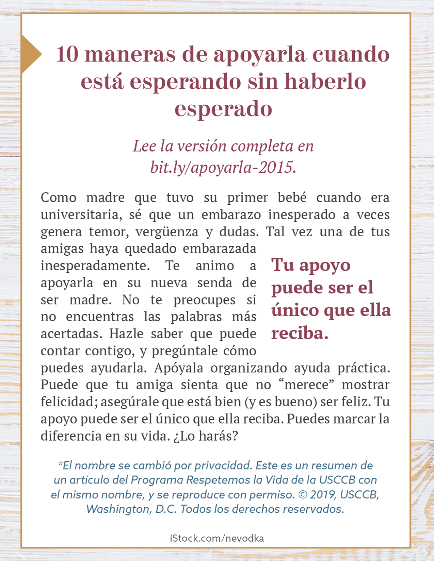 10 maneras de apoyarla cuando
está esperando sin haberlo
esperado
Lee la versión completa en
bit.ly/apoyarla-2015.
Como madre que tuvo su primer bebé cuando era
universitaria, sé que un embarazo inesperado a veces
genera temor, vergüenza y dudas. Tal vez una de tus
amigas haya quedado embarazada
inesperadamente. Te animo a
apoyarla en su nueva senda de
ser madre. No te preocupes si
no encuentras las palabras más
acertadas. Hazle saber que puede
contar contigo, y pregúntale cómo
puedes ayudarla. Apóyala organizando ayuda práctica.
Puede que tu amiga sienta que no “merece” mostrar
felicidad; asegúrale que está bien (y es bueno) ser feliz. Tu
apoyo puede ser el único que ella reciba. Puedes marcar la
diferencia en su vida. ¿Lo harás?
Tu apoyo
puede ser el
único que ella
reciba.
*El nombre se cambió por privacidad. Este es un resumen de
un artículo del Programa Respetemos la Vida de la USCCB con
el mismo nombre, y se reproduce con permiso. © 2019, USCCB,
Washington, D.C. Todos los derechos reservados.
iStock.com/nevodka